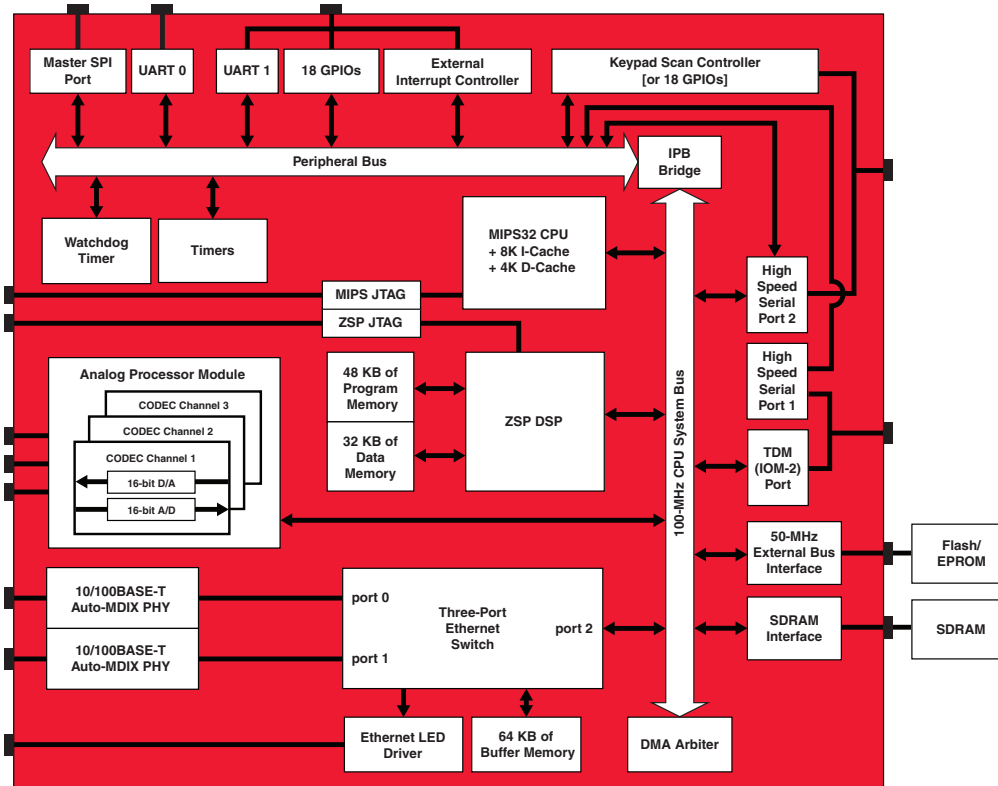 Master SPI
Port
UART 0
UART 1
18 GPIOs
External
Interrupt Controller
Keypad Scan Controller
[or 18 GPIOs]
Peripheral Bus
IPB
Bridge
Watchdog
Timer
Timers
MIPS32 CPU
+ 8K I-Cache
+ 4K D-Cache
High
Speed
Serial
Port 2
MIPS JTAG
ZSP JTAG
Analog Processor Module
CODEC Channel 3
CODEC Channel 2
CODEC Channel 1
16-bit D/A
16-bit A/D
48 KB of
Program
Memory
32 KB of
Data
Memory
ZSP DSP
100-MHz CPU System Bus
High
Speed
Serial
Port 1
TDM
(IOM-2)
Port
50-MHz
External Bus
Interface
Flash/
EPROM
10/100BASE-T
Auto-MDIX PHY
10/100BASE-T
Auto-MDIX PHY
port 0
Three-Port
Ethernet
Switch
port 2
port 1
SDRAM
Interface
SDRAM
Ethernet LED
Driver
64 KB of
Buffer Memory
DMA Arbiter